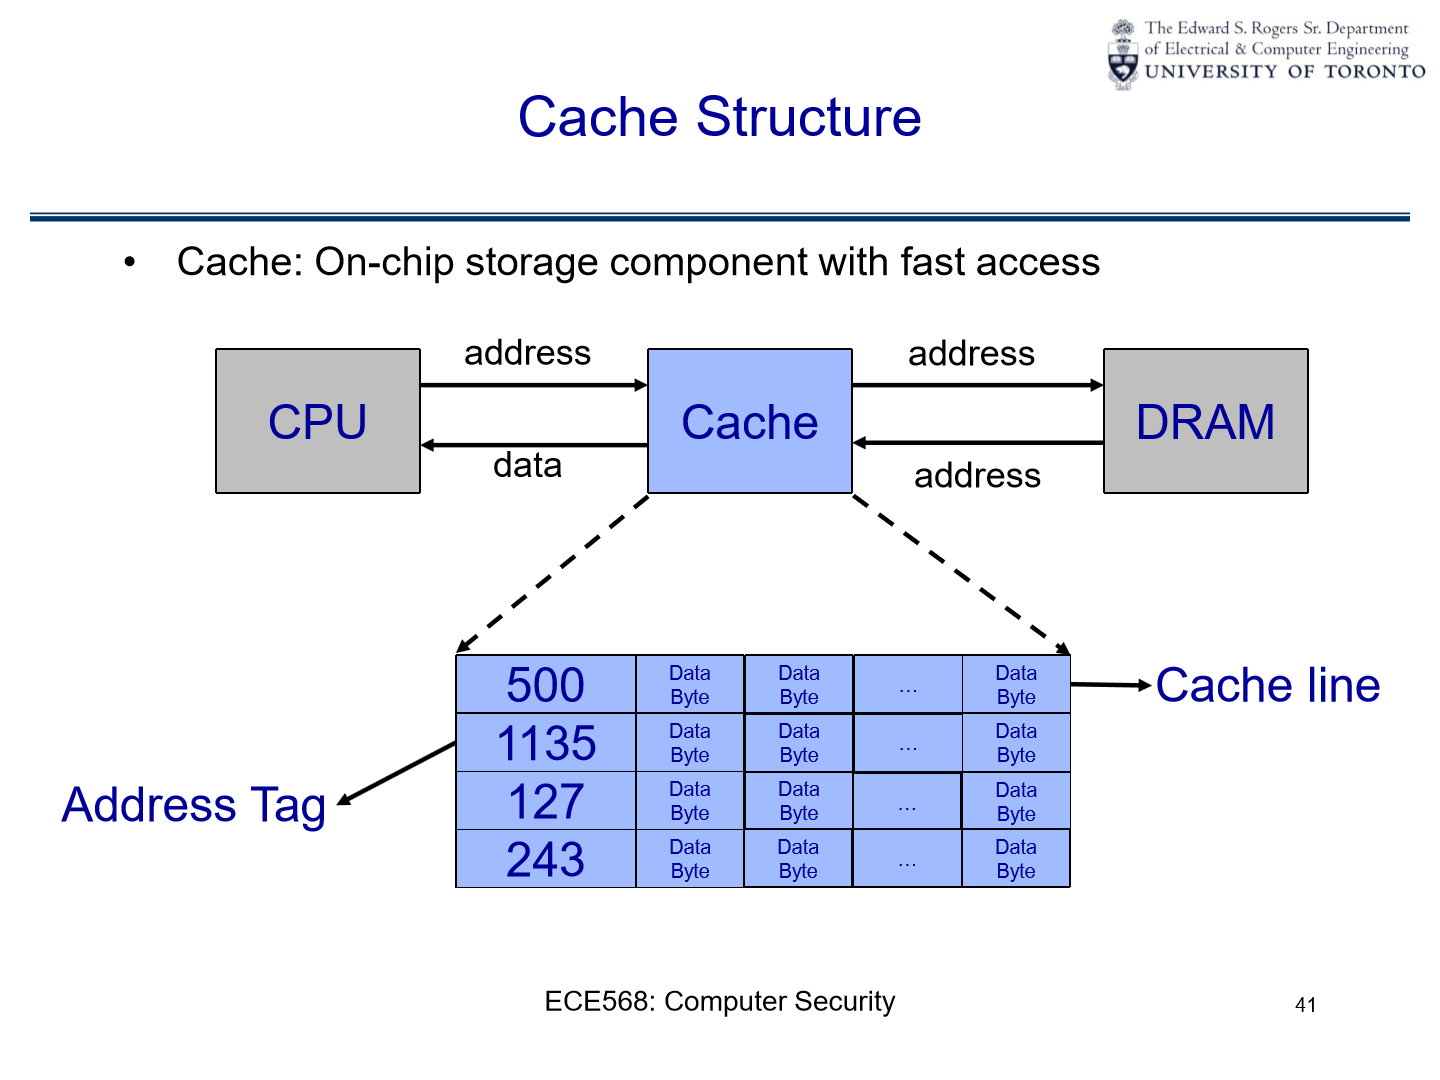 The Edward S. Rogers Sr. Department
of Electrical & Computer Engineering
UNIVERSITY OF TORONTO
Cache Structure
• Cache: On-chip storage component with fast access
address
address
CPU
Cache
DRAM
data
address
500 Data Byte Data Byte ... Data Byte
Cache line
1135 Data Byte Data Byte ... Data Byte
Address Tag
127 Data Byte Data Byte ... Data Byte
243 Data Byte Data Byte ... Data Byte
ECE568: Computer Security
41